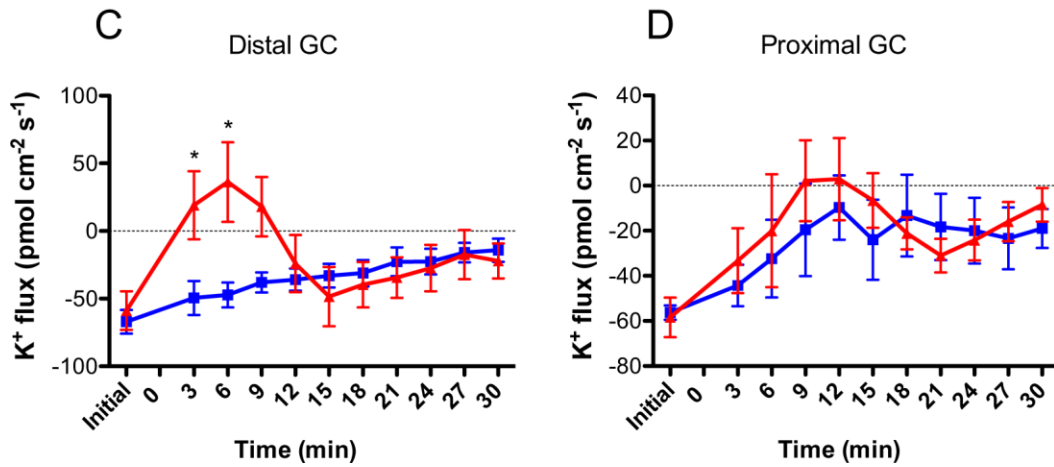 C
Distal GC
K⁺ flux (pmol cm⁻² s⁻¹)
100
50
0
-50
-100
*
*
Initial 0 3 6 9 12 15 18 21 24 27 30
Time (min)
D
Proximal GC
K⁺ flux (pmol cm⁻² s⁻¹)
40
20
0
-20
-40
-60
-80
Initial 0 3 6 9 12 15 18 21 24 27 30
Time (min)